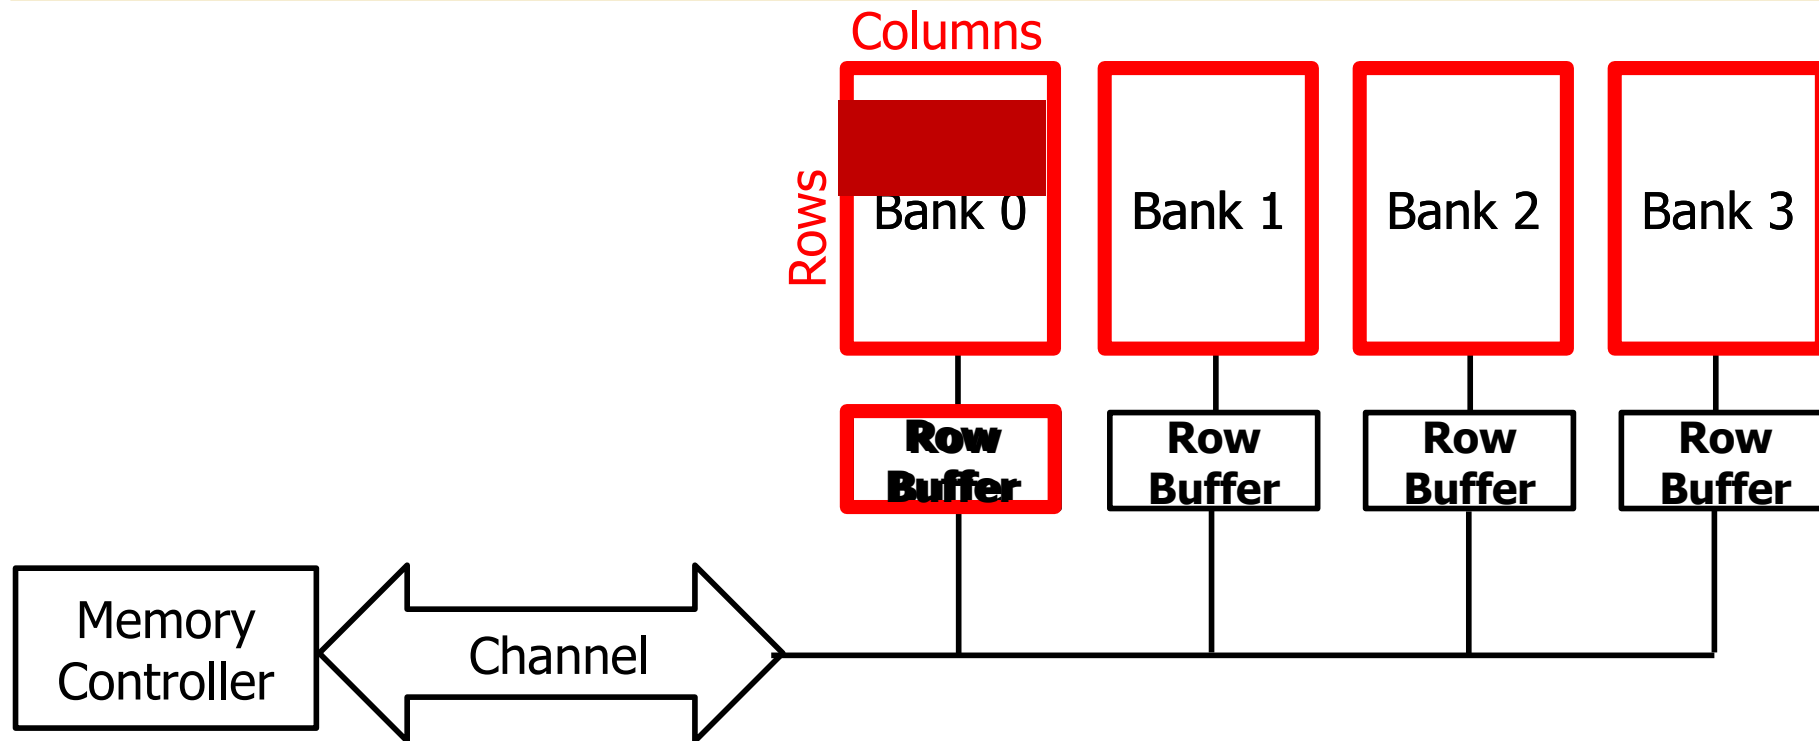 Columns
Rows
Bank 0
Bank 1
Bank 2
Bank 3
Row
Buffer
Row
Buffer
Row
Buffer
Row
Buffer
Memory
Controller
Channel